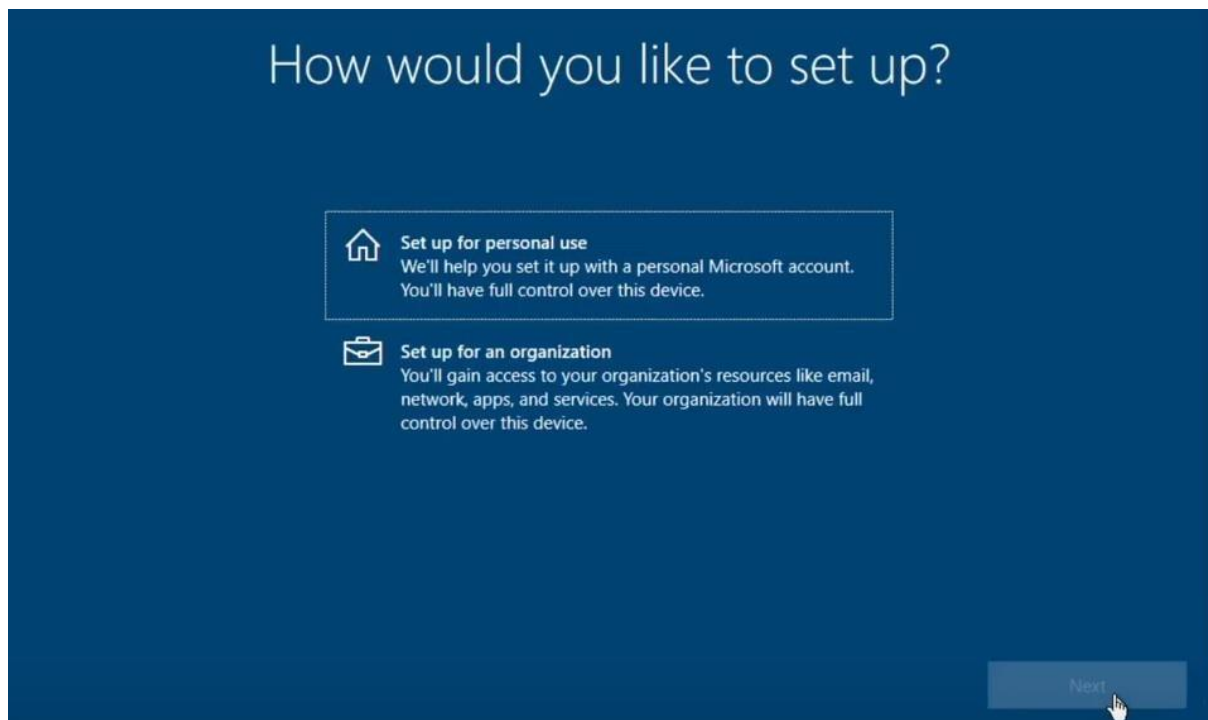 How would you like to set up?
Set up for personal use
We'll help you set it up with a personal Microsoft account.
You'll have full control over this device.
Set up for an organization
You'll gain access to your organization's resources like email,
network, apps, and services. Your organization will have full
control over this device.
Next